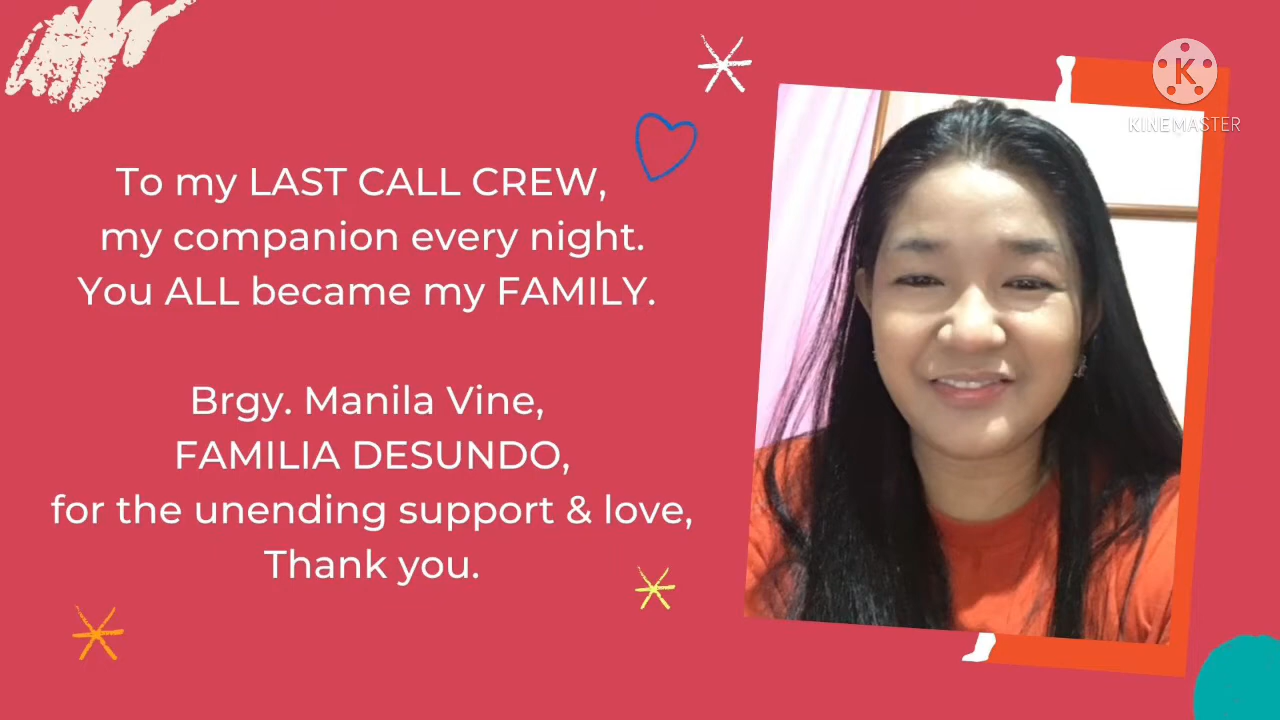 To my LAST CALL CREW,
my companion every night.
You ALL became my FAMILY.
Brgy. Manila Vine,
FAMILIA DESUNDO,
for the unending support & love,
Thank you.
K
KINEMASTER